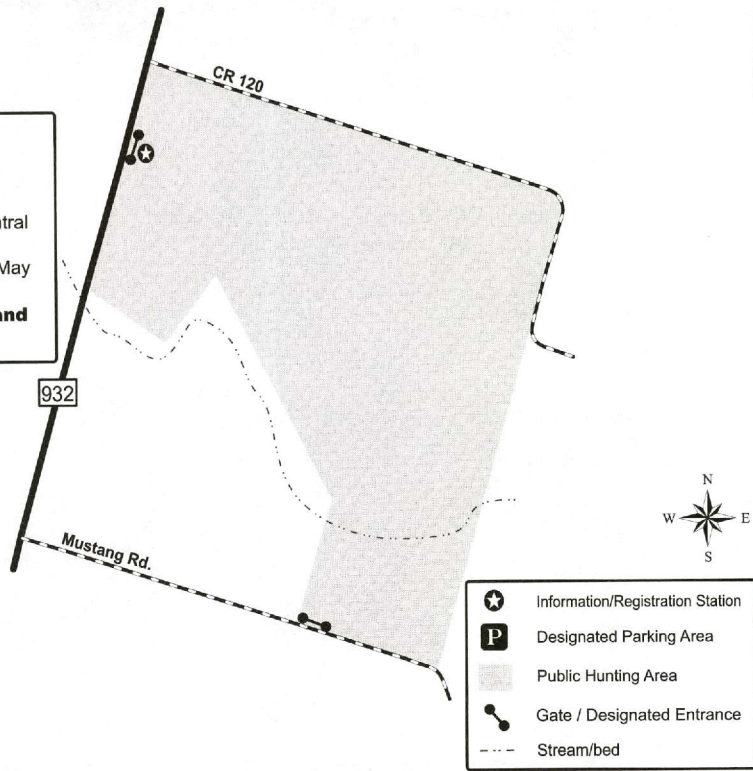 CR 120
May
and
932
Mustang Rd.
N
W E
S
Information/Registration Station
P Designated Parking Area
Public Hunting Area
Gate / Designated Entrance
Stream/bed